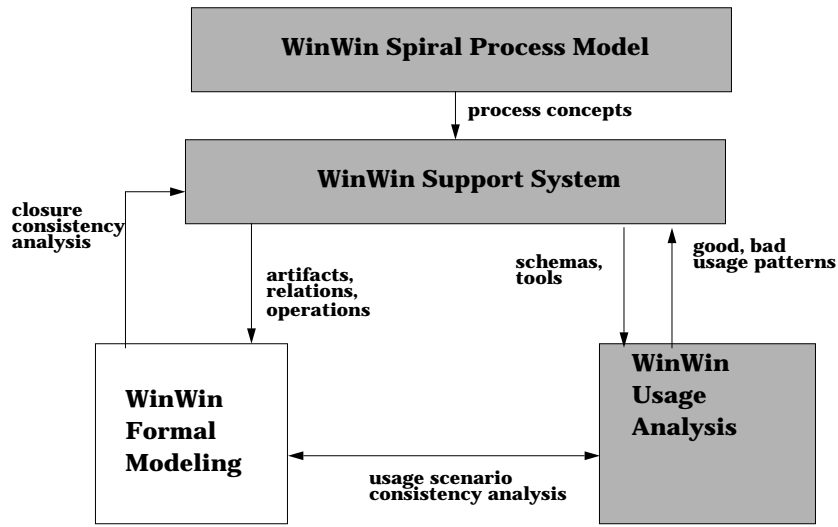 WinWin Spiral Process Model
process concepts
WinWin Support System
closure
consistency
analysis
artifacts,
relations,
operations
schemas,
tools
good, bad
usage patterns
WinWin
Formal
Modeling
WinWin
Usage
Analysis
usage scenario
consistency analysis